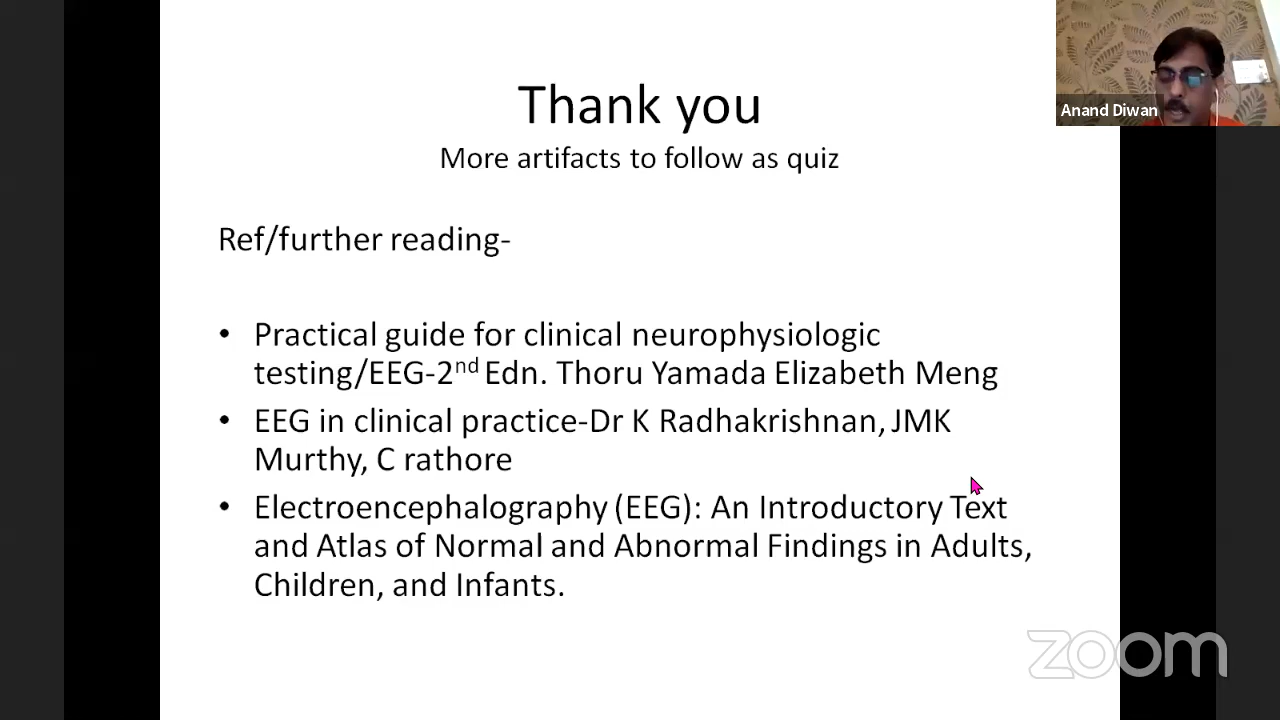 Thank you
More artifacts to follow as quiz
Ref/further reading-
• Practical guide for clinical neurophysiologic
testing/EEG-2nd Edn. Thoru Yamada Elizabeth Meng
• EEG in clinical practice-Dr K Radhakrishnan, JMK
Murthy, C rathore
• Electroencephalography (EEG): An Introductory Text
and Atlas of Normal and Abnormal Findings in Adults,
Children, and Infants.
Anand Diwan
zoom